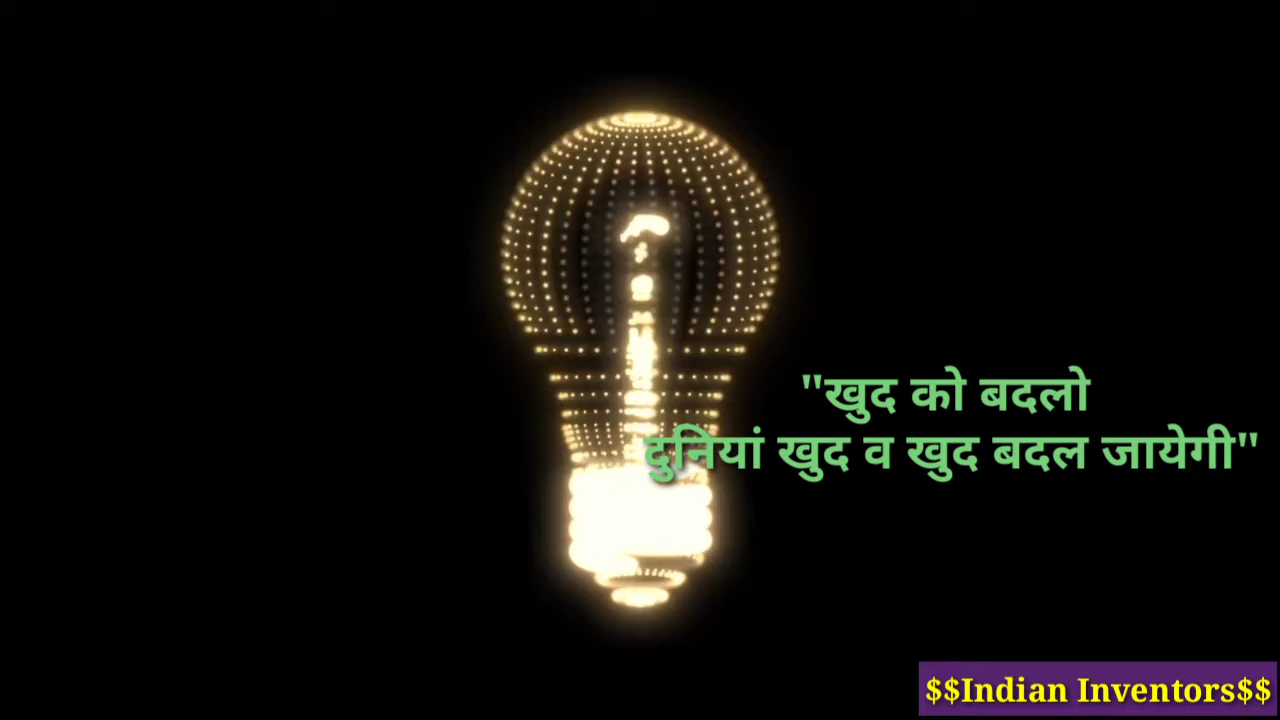 "खुद को बदलो
दुनियां खुद व खुद बदल जायेगी"
$$Indian Inventors$$